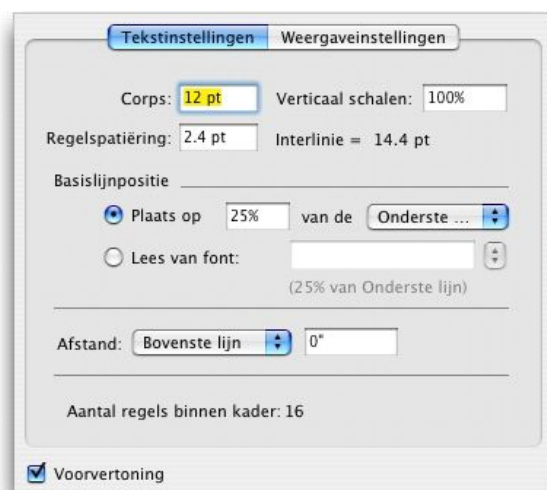 Tekstinstellingen Weergaveinstellingen
Corps: 12 pt Verticaal schalen: 100%
Regelspatiëring: 2.4 pt Interlinie = 14.4 pt
Basislijnpositie
Plaats op 25% van de Onderste ...
Lees van font:
(25% van Onderste lijn)
Afstand: Bovenste lijn 0"
Aantal regels binnen kader: 16
Voorvertoning